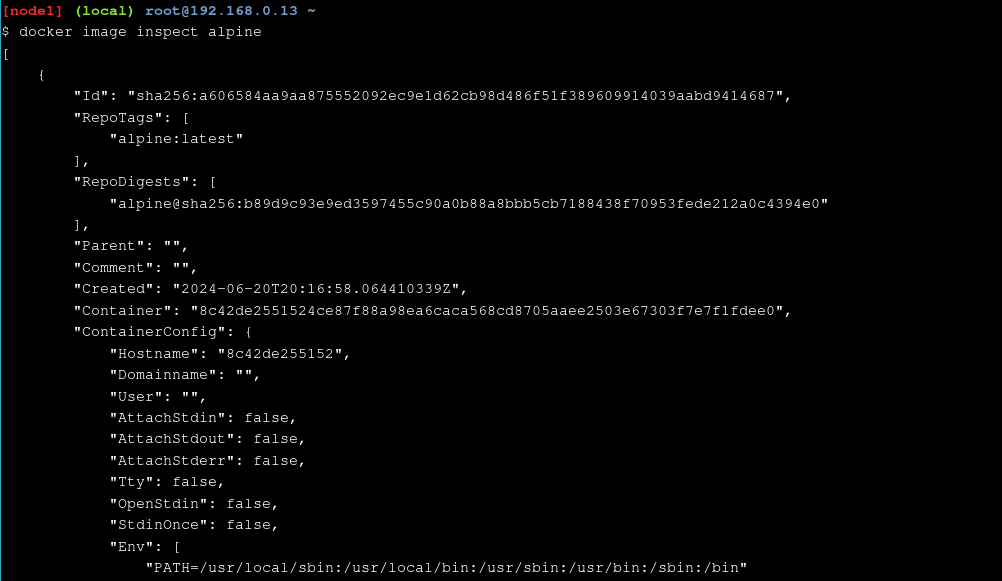 [node1] (local) root@192.168.0.13 ~
$ docker image inspect alpine
[
    {
        "Id": "sha256:a606584aa9aa875552092ec9e1d62cb98d486f51f389609914039aabd9414687",
        "RepoTags": [
            "alpine:latest"
        ],
        "RepoDigests": [
            "alpine@sha256:b89d9c93e9ed3597455c90a0b88a8bbb5cb7188438f70953fede212a0c4394e0"
        ],
        "Parent": "",
        "Comment": "",
        "Created": "2024-06-20T20:16:58.064410339Z",
        "Container": "8c42de2551524ce87f88a98ea6caca568cd8705aaee2503e67303f7e7f1fdee0",
        "ContainerConfig": {
            "Hostname": "8c42de255152",
            "Domainname": "",
            "User": "",
            "AttachStdin": false,
            "AttachStdout": false,
            "AttachStderr": false,
            "Tty": false,
            "OpenStdin": false,
            "StdinOnce": false,
            "Env": [
                "PATH=/usr/local/sbin:/usr/local/bin:/usr/sbin:/usr/bin:/sbin:/bin"